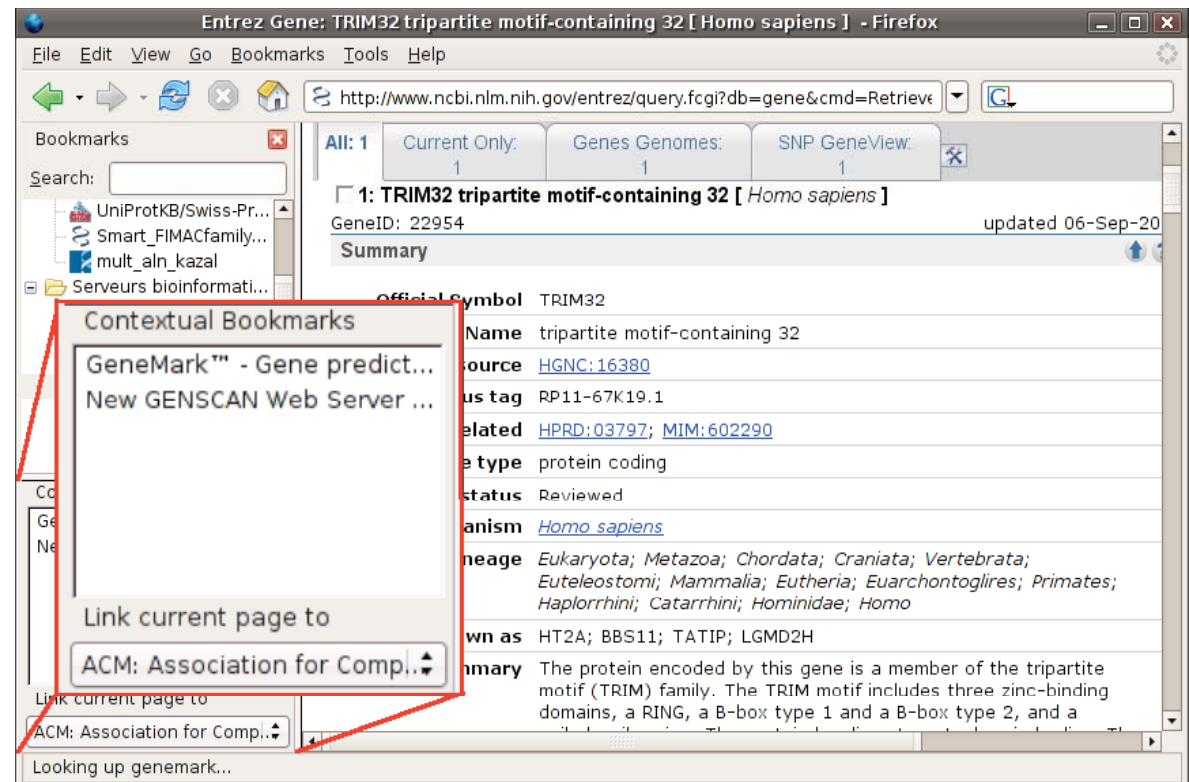 Entrez Gene: TRIM32 tripartite motif-containing 32 [ Homo sapiens ] - Firefox
File Edit View Go Bookmarks Tools Help
http://www.ncbi.nlm.nih.gov/entrez/query.fcgi?db=gene&cmd=Retrieve
G
Bookmarks
Search:
UniProtKB/Swiss-Pr...
Smart_FIMACfamily...
mult_aln_kazal
Serveurs bioinformati...
Contextual Bookmarks
GeneMark™ - Gene predict...
New GENSCAN Web Server ...
Link current page to
ACM: Association for Comp..
Co
Ge
Ne
Link current page to
ACM: Association for Comp..
All: 1
Current Only: 1
Genes Genomes: 1
SNP GeneView: 1
1: TRIM32 tripartite motif-containing 32 [ Homo sapiens ]
GeneID: 22954 updated 06-Sep-20
Summary
Official Symbol TRIM32
Name tripartite motif-containing 32
source HGNC:16380
us tag RP11-67K19.1
elated HPRD:03797; MIM:602290
e type protein coding
status Reviewed
anism Homo sapiens
neage Eukaryota; Metazoa; Chordata; Craniata; Vertebrata;
Euteleostomi; Mammalia; Eutheria; Euarchontoglires; Primates;
Haplorrhini; Catarrhini; Hominidae; Homo
wn as HT2A; BBS11; TATIP; LGMD2H
mmary The protein encoded by this gene is a member of the tripartite
motif (TRIM) family. The TRIM motif includes three zinc-binding
domains, a RING, a B-box type 1 and a B-box type 2, and a
Looking up genemark...